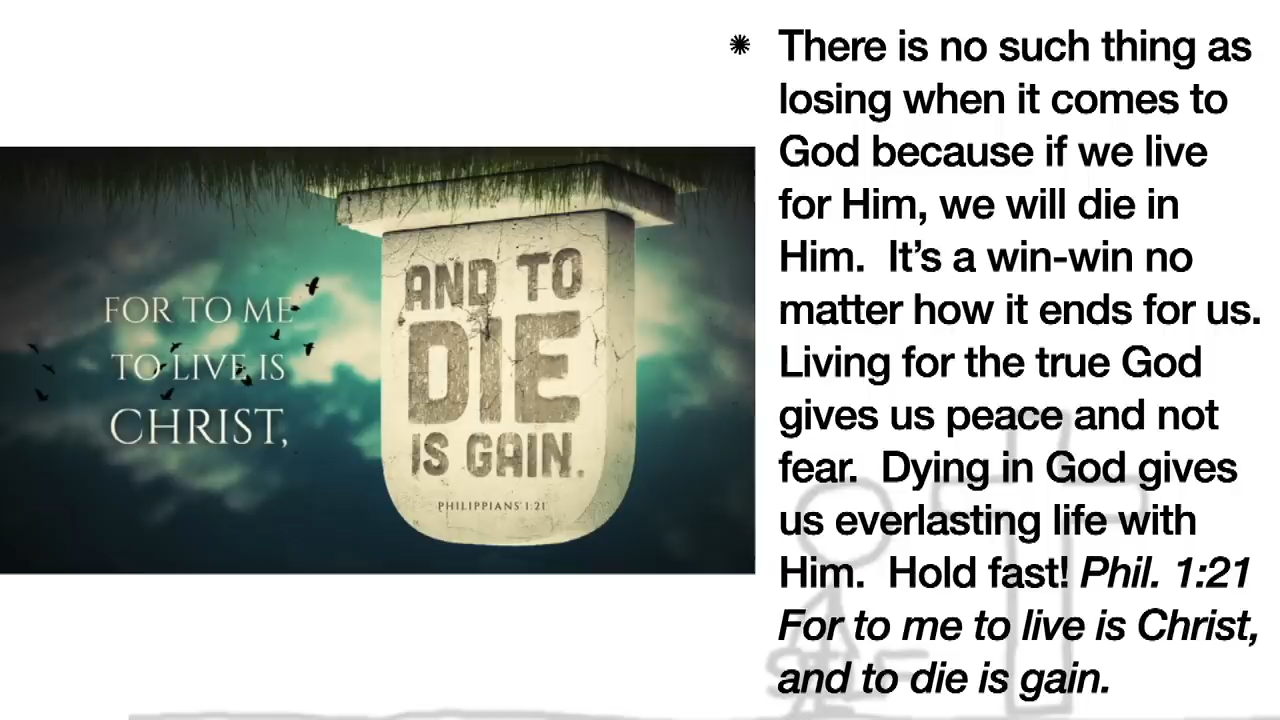 FOR TO ME
TO LIVE IS
CHRIST,
AND TO
DIE
IS GAIN.
PHILIPPIANS 1:21
✺ There is no such thing as
losing when it comes to
God because if we live
for Him, we will die in
Him.  It’s a win-win no
matter how it ends for us.
Living for the true God
gives us peace and not
fear.  Dying in God gives
us everlasting life with
Him.  Hold fast! Phil. 1:21
For to me to live is Christ,
and to die is gain.